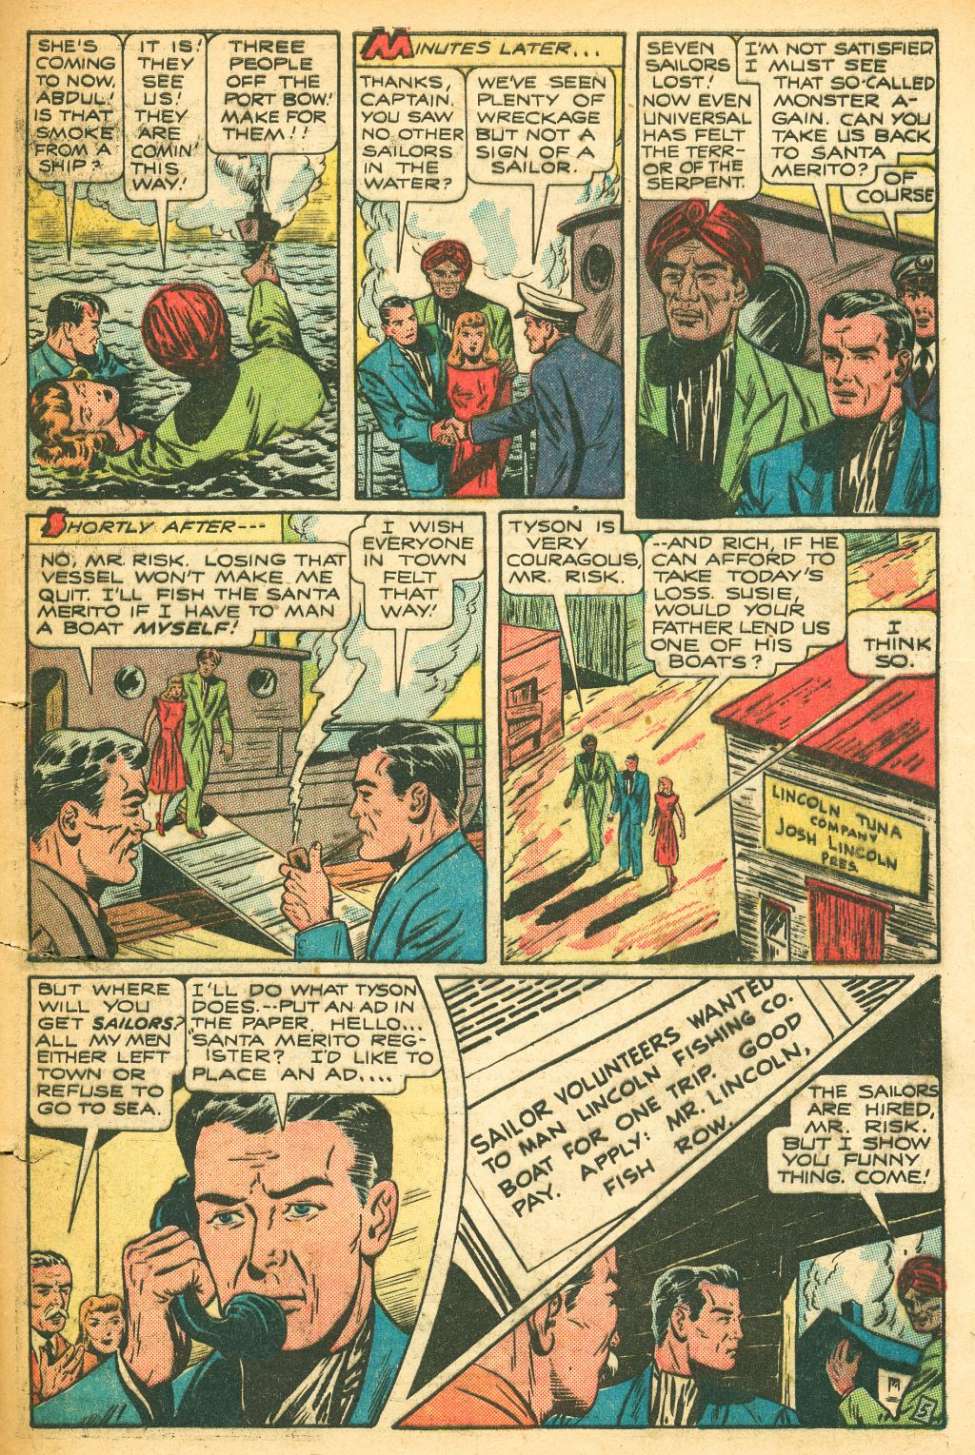 SHE'S
COMING
TO NOW,
ABDUL!
IS THAT
SMOKE
FROM A
SHIP?
IT IS!
THEY
SEE
US!
THEY
ARE
COMIN'
THIS
WAY!
THREE
PEOPLE
OFF THE
PORT BOW!
MAKE FOR
THEM!!
MINUTES LATER...
THANKS,
CAPTAIN.
YOU SAW
NO OTHER
SAILORS
IN THE
WATER?
WE'VE SEEN
PLENTY OF
WRECKAGE
BUT NOT A
SIGN OF A
SAILOR.
SEVEN
SAILORS
LOST!
NOW EVEN
UNIVERSAL
HAS FELT
THE TERR-
OR OF THE
SERPENT.
I'M NOT SATISFIED
I MUST SEE
THAT SO-CALLED
MONSTER A-
GAIN. CAN YOU
TAKE US BACK
TO SANTA
MERITO?
OF
COURSE
SHORTLY AFTER---
NO, MR. RISK. LOSING THAT
VESSEL WON'T MAKE ME
QUIT. I'LL FISH THE SANTA
MERITO IF I HAVE TO MAN
A BOAT MYSELF!
I WISH
EVERYONE
IN TOWN
FELT
THAT
WAY!
TYSON IS
VERY
COURAGOUS,
MR. RISK.
--AND RICH, IF HE
CAN AFFORD TO
TAKE TODAY'S
LOSS. SUSIE,
WOULD YOUR
FATHER LEND US
ONE OF HIS
BOATS?
I
THINK
SO.
LINCOLN TUNA
COMPANY
JOSH LINCOLN
PRES.
BUT WHERE
WILL YOU
GET SAILORS?
ALL MY MEN
EITHER LEFT
TOWN OR
REFUSE TO
GO TO SEA.
I'LL DO WHAT TYSON
DOES.--PUT AN AD IN
THE PAPER. HELLO...
"SANTA MERITO REG-
ISTER? I'D LIKE TO
PLACE AN AD....
SAILOR VOLUNTEERS WANTED
TO MAN LINCOLN FISHING CO.
BOAT FOR ONE TRIP. GOOD
PAY. APPLY: MR. LINCOLN,
FISH ROW.
THE SAILORS
ARE HIRED,
MR. RISK.
BUT I SHOW
YOU FUNNY
THING. COME!
5